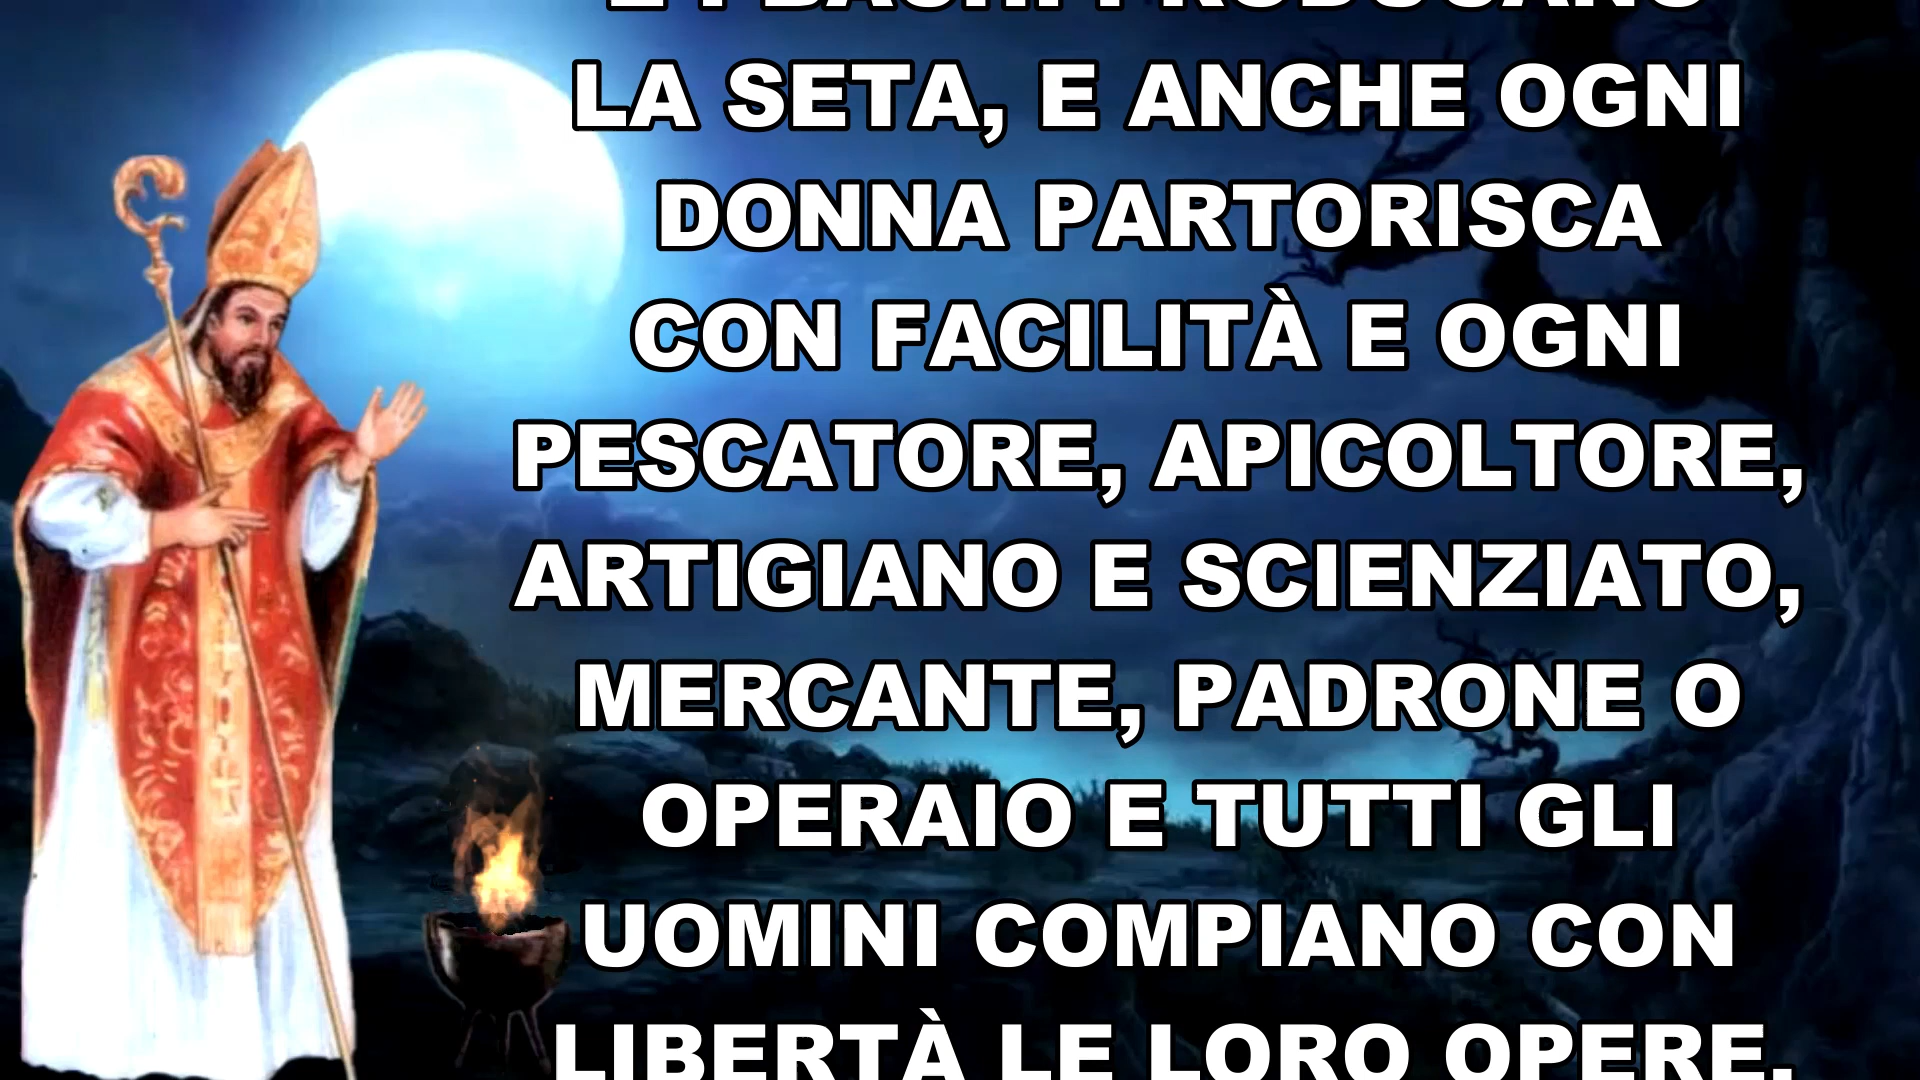 LA SETA, E ANCHE OGNI
DONNA PARTORISCA
CON FACILITÀ E OGNI
PESCATORE, APICOLTORE,
ARTIGIANO E SCIENZIATO,
MERCANTE, PADRONE O
OPERAIO E TUTTI GLI
UOMINI COMPIANO CON
LIBERTÀ LE LORO OPERE.